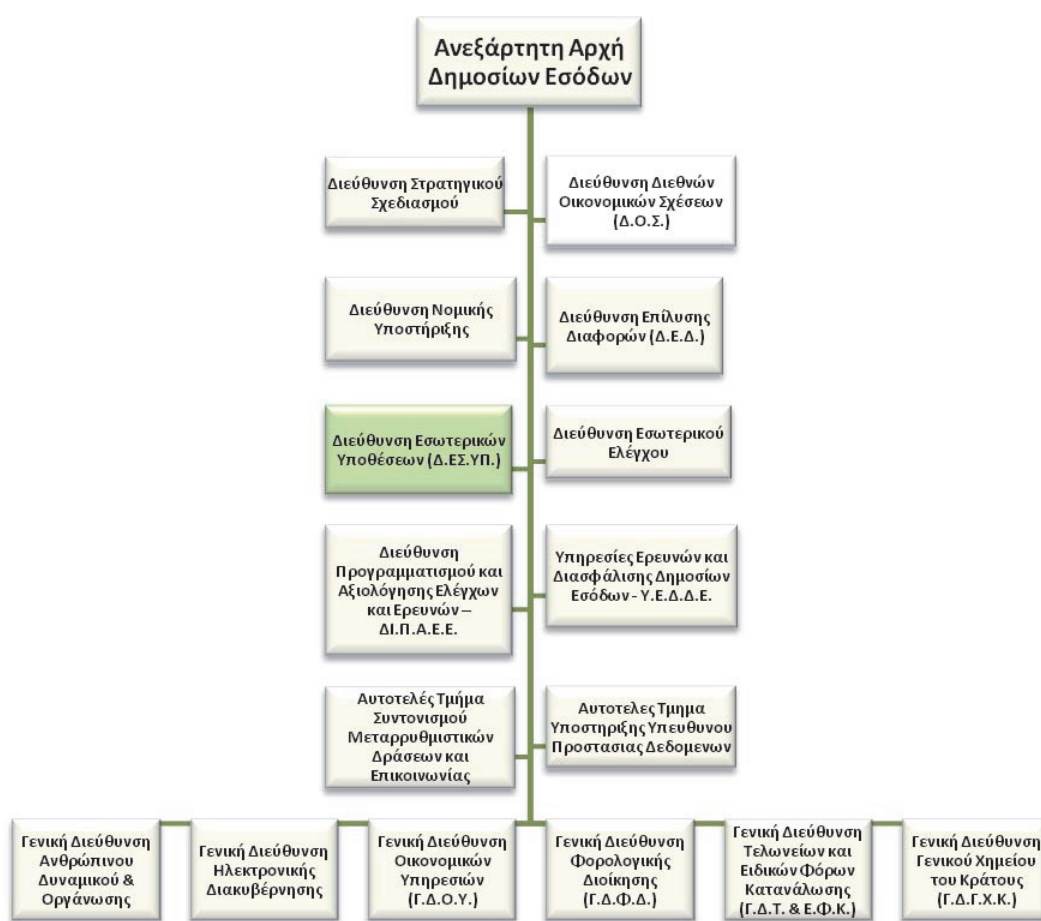 Ανεξάρτητη Αρχή
Δημοσίων Εσόδων
Διεύθυνση Στρατηγικού
Σχεδιασμού
Διεύθυνση Διεθνών
Οικονομικών Σχέσεων
(Δ.Ο.Σ.)
Διεύθυνση Νομικής
Υποστήριξης
Διεύθυνση Επίλυσης
Διαφορών (Δ.Ε.Δ.)
Διεύθυνση Εσωτερικών
Υποθέσεων (Δ.ΕΣ.ΥΠ.)
Διεύθυνση Εσωτερικού
Ελέγχου
Διεύθυνση
Προγραμματισμού και
Αξιολόγησης Ελέγχων
και Ερευνών –
ΔΙ.Π.Α.Ε.Ε.
Υπηρεσίες Ερευνών και
Διασφάλισης Δημοσίων
Εσόδων - Υ.Ε.Δ.Δ.Ε.
Αυτοτελές Τμήμα
Συντονισμού
Μεταρρυθμιστικών
Δράσεων και
Επικοινωνίας
Αυτοτελες Τμημα
Υποστηριξης Υπευθυνου
Προστασιας Δεδομενων
Γενική Διεύθυνση
Ανθρώπινου
Δυναμικού &
Οργάνωσης
Γενική Διεύθυνση
Ηλεκτρονικής
Διακυβέρνησης
Γενική Διεύθυνση
Οικονομικών
Υπηρεσιών
(Γ.Δ.Ο.Υ.)
Γενική Διεύθυνση
Φορολογικής
Διοίκησης
(Γ.Δ.Φ.Δ.)
Γενική Διεύθυνση
Τελωνείων και
Ειδικών Φόρων
Κατανάλωσης
(Γ.Δ.Τ. & Ε.Φ.Κ.)
Γενική Διεύθυνση
Γενικού Χημείου
του Κράτους
(Γ.Δ.Γ.Χ.Κ.)